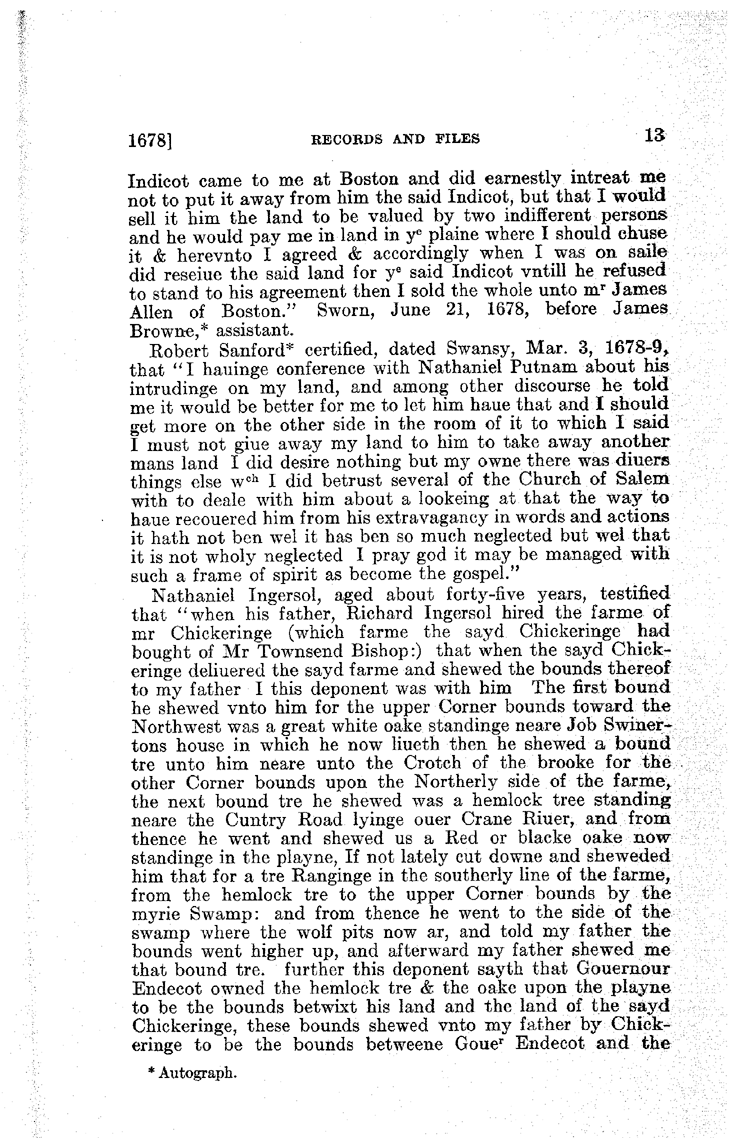 1678] RECORDS AND FILES 13
Indicot came to me at Boston and did earnestly intreat me
not to put it away from him the said Indicot, but that I would
sell it him the land to be valued by two indifferent persons
and he would pay me in land in yᵉ plaine where I should chuse
it & herevnto I agreed & accordingly when I was on saile
did reseiue the said land for yᵉ said Indicot vntill he refused
to stand to his agreement then I sold the whole unto mʳ James
Allen of Boston." Sworn, June 21, 1678, before James
Browne,* assistant.
Robert Sanford* certified, dated Swansy, Mar. 3, 1678-9,
that "I hauinge conference with Nathaniel Putnam about his
intrudinge on my land, and among other discourse he told
me it would be better for me to let him haue that and I should
get more on the other side in the room of it to which I said
I must not giue away my land to him to take away another
mans land I did desire nothing but my owne there was diuers
things else wᶜʰ I did betrust several of the Church of Salem
with to deale with him about a lookeing at that the way to
haue recouered him from his extravagancy in words and actions
it hath not ben wel it has ben so much neglected but wel that
it is not wholy neglected I pray god it may be managed with
such a frame of spirit as become the gospel."
Nathaniel Ingersol, aged about forty-five years, testified
that "when his father, Richard Ingersol hired the farme of
mr Chickeringe (which farme the sayd Chickeringe had
bought of Mr Townsend Bishop:) that when the sayd Chick-
eringe deliuered the sayd farme and shewed the bounds thereof
to my father I this deponent was with him The first bound
he shewed vnto him for the upper Corner bounds toward the
Northwest was a great white oake standinge neare Job Swiner-
tons house in which he now liueth then he shewed a bound
tre unto him neare unto the Crotch of the brooke for the
other Corner bounds upon the Northerly side of the farme,
the next bound tre he shewed was a hemlock tree standing
neare the Cuntry Road lyinge ouer Crane Riuer, and from
thence he went and shewed us a Red or blacke oake now
standinge in the playne, If not lately cut downe and sheweded
him that for a tre Ranginge in the southerly line of the farme,
from the hemlock tre to the upper Corner bounds by the
myrie Swamp: and from thence he went to the side of the
swamp where the wolf pits now ar, and told my father the
bounds went higher up, and afterward my father shewed me
that bound tre. further this deponent sayth that Gouernour
Endecot owned the hemlock tre & the oake upon the playne
to be the bounds betwixt his land and the land of the sayd
Chickeringe, these bounds shewed vnto my father by Chick-
eringe to be the bounds betweene Goueʳ Endecot and the
* Autograph.